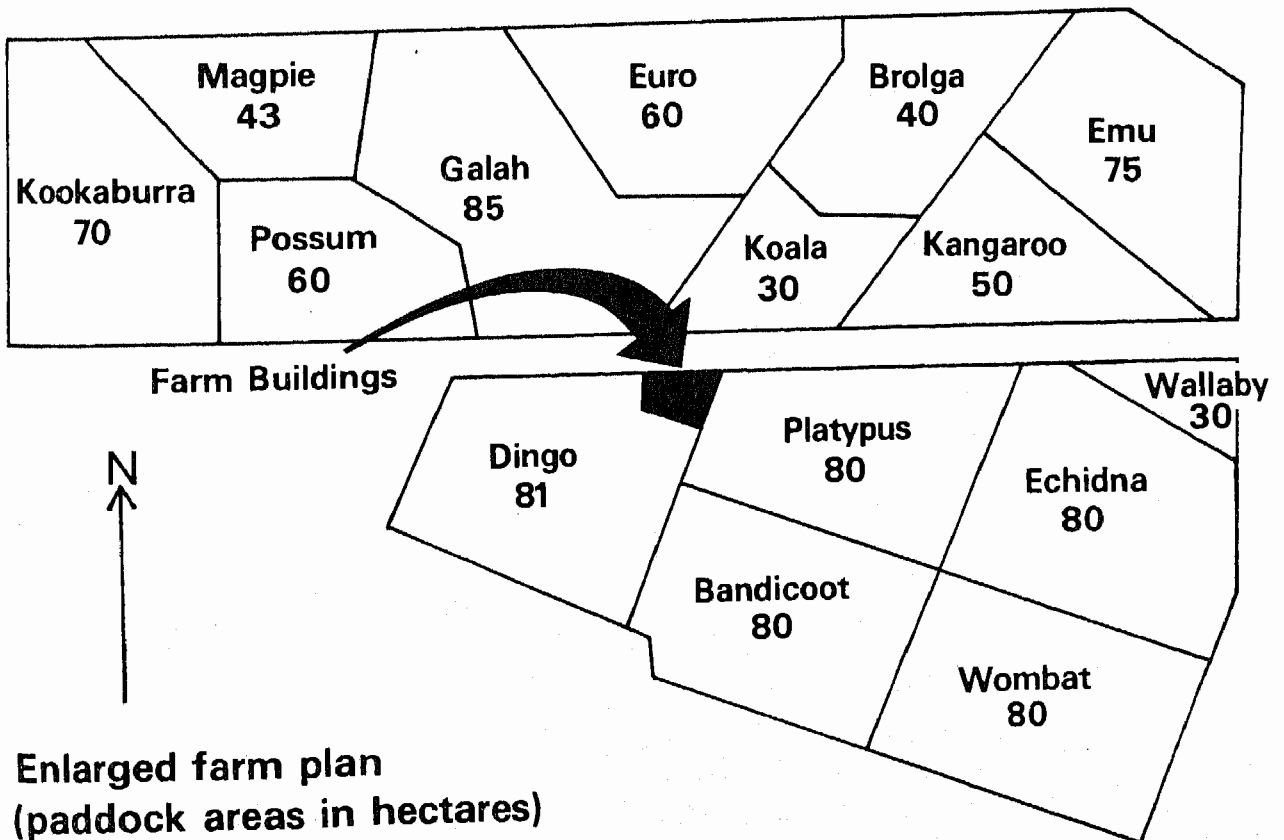 Magpie
43
Euro
60
Brolga
40
Emu
75
Kookaburra
70
Galah
85
Possum
60
Koala
30
Kangaroo
50
Farm Buildings
Wallaby
30
Dingo
81
Platypus
80
Echidna
80
N
Bandicoot
80
Wombat
80
Enlarged farm plan
(paddock areas in hectares)